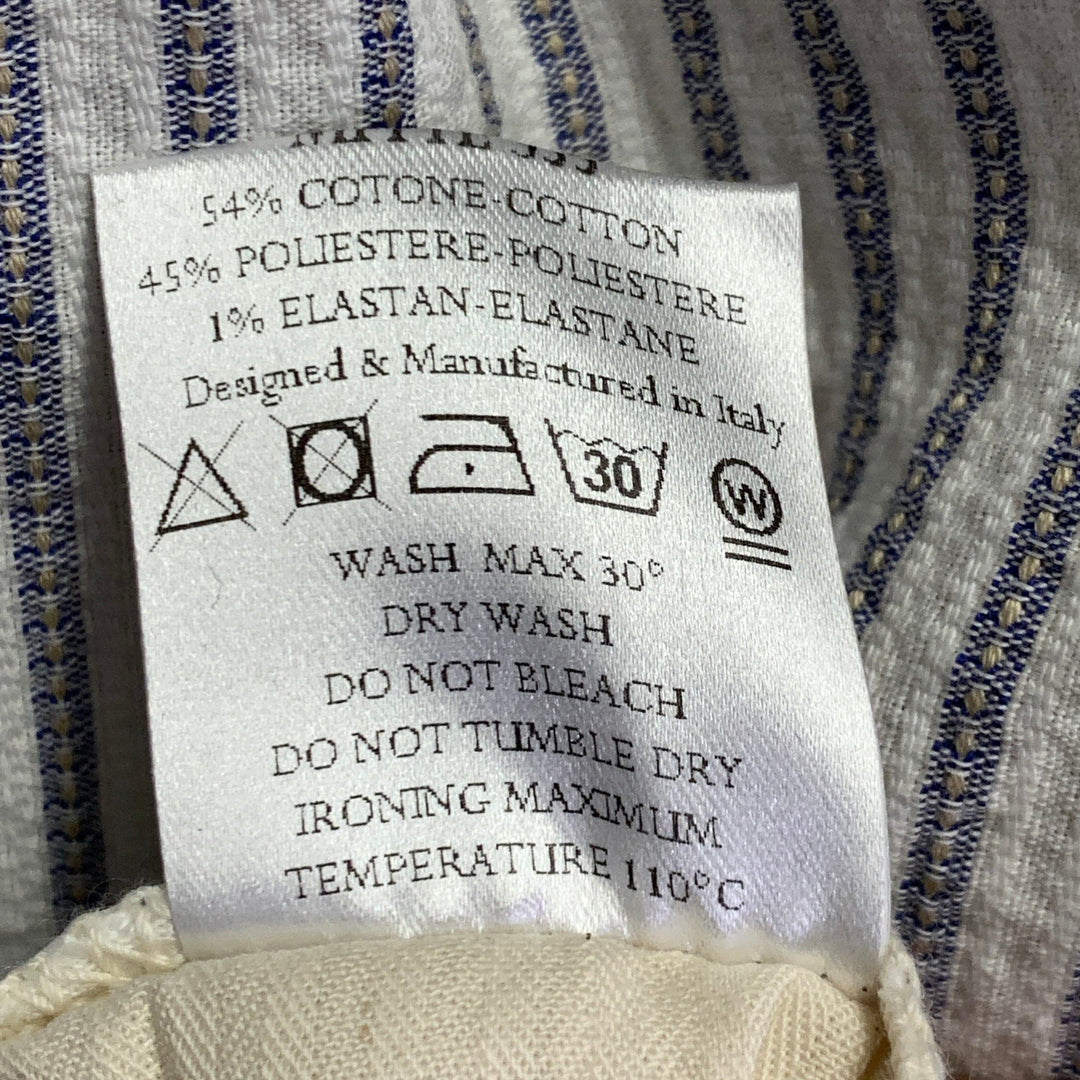 54% COTONE-COTTON
45% POLIESTERE-POLIESTERE
1% ELASTAN-ELASTANE
Designed & Manufactured in Italy
30 W
WASH MAX 30°
DRY WASH
DO NOT BLEACH
DO NOT TUMBLE DRY
IRONING MAXIMUM
TEMPERATURE 110°C